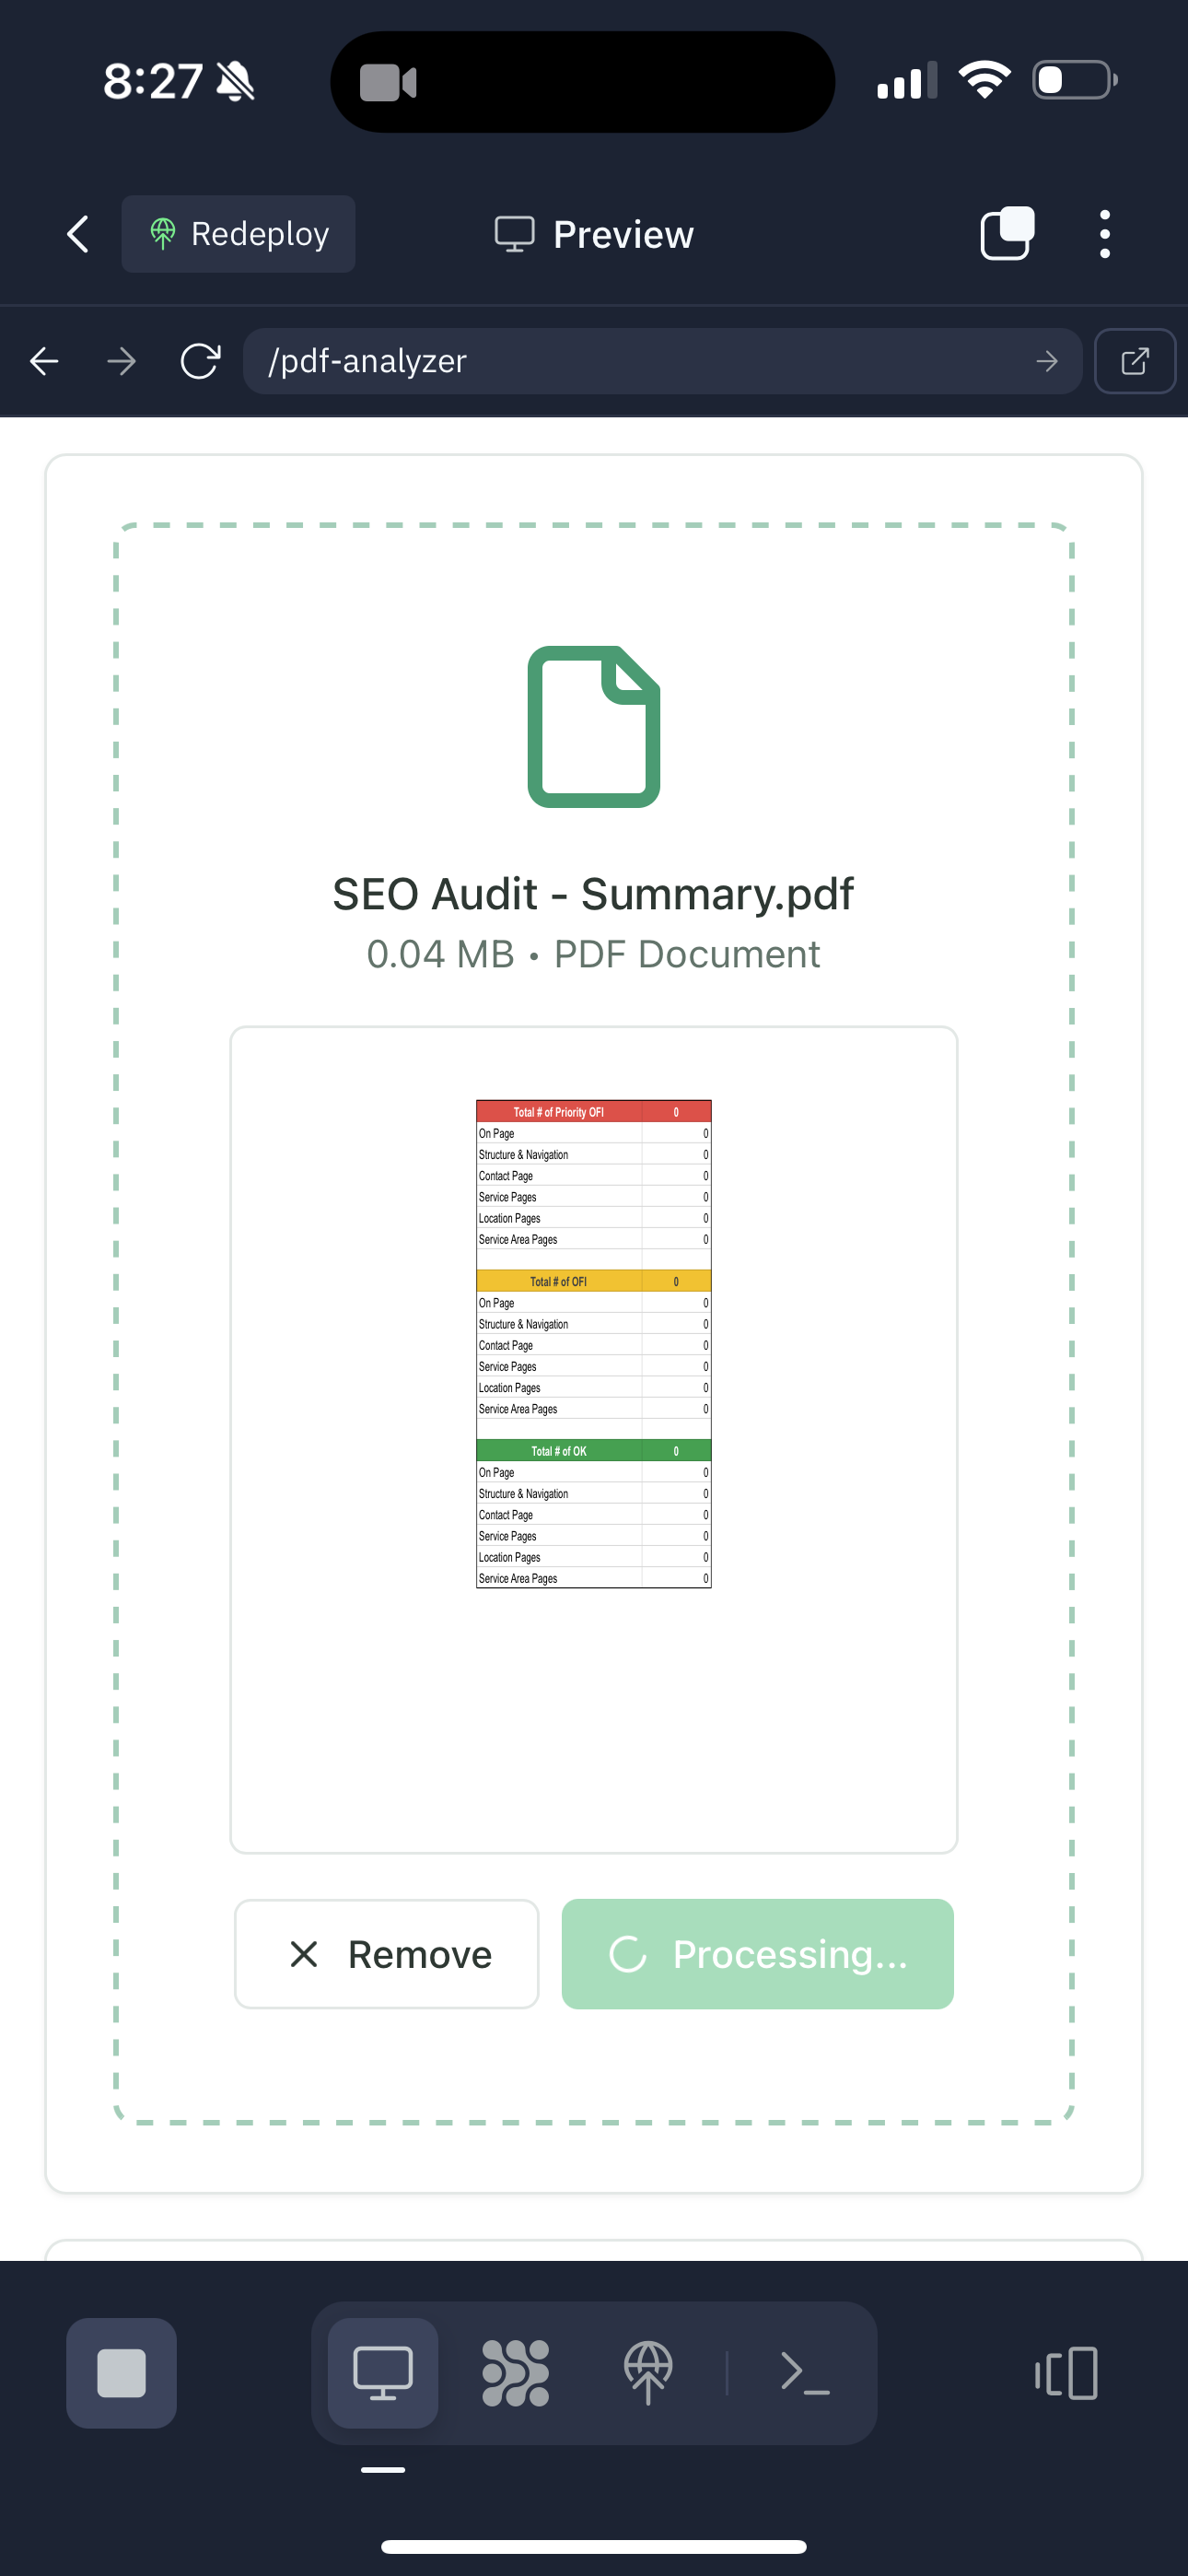 8:27
Redeploy
Preview
/pdf-analyzer
SEO Audit - Summary.pdf
0.04 MB • PDF Document
Total # of Priority OFI 0
On Page 0
Structure & Navigation 0
Contact Page 0
Service Pages 0
Location Pages 0
Service Area Pages 0
Total # of OFI 0
On Page 0
Structure & Navigation 0
Contact Page 0
Service Pages 0
Location Pages 0
Service Area Pages 0
Total # of OK 0
On Page 0
Structure & Navigation 0
Contact Page 0
Service Pages 0
Location Pages 0
Service Area Pages 0
Remove
Processing...